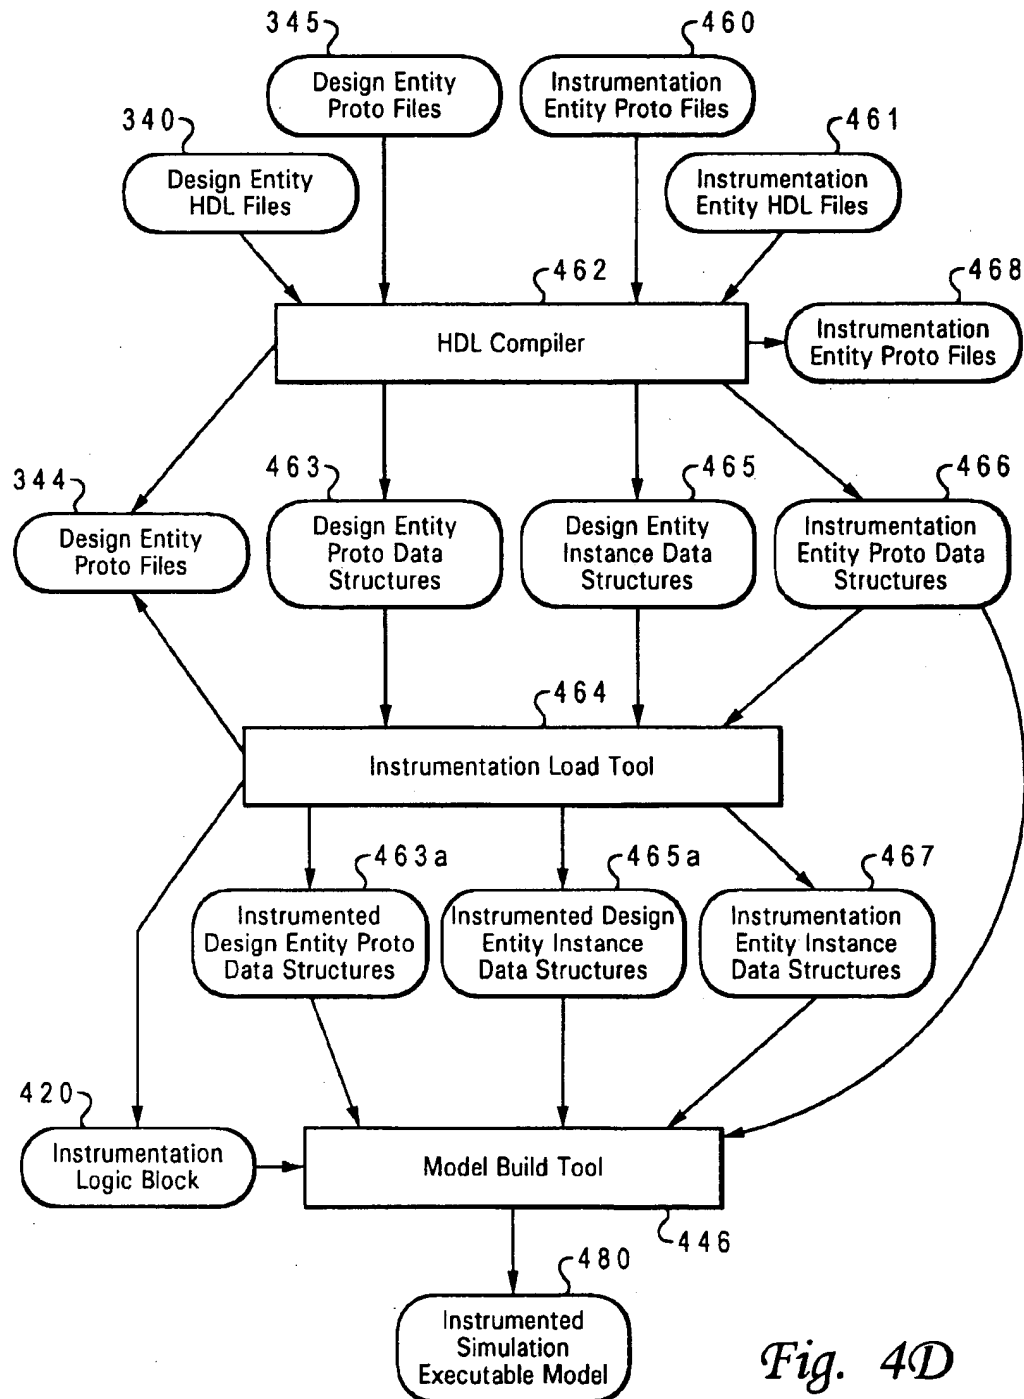 345
460
Design Entity
Proto Files
Instrumentation
Entity Proto Files
340
461
Design Entity
HDL Files
Instrumentation
Entity HDL Files
462
468
HDL Compiler
Instrumentation
Entity Proto Files
344
463
465
466
Design Entity
Proto Files
Design Entity
Proto Data
Structures
Design Entity
Instance Data
Structures
Instrumentation
Entity Proto Data
Structures
464
Instrumentation Load Tool
463a
465a
467
Instrumented
Design Entity Proto
Data Structures
Instrumented Design
Entity Instance
Data Structures
Instrumentation
Entity Instance
Data Structures
420
Instrumentation
Logic Block
Model Build Tool
446
480
Instrumented
Simulation
Executable Model
Fig. 4D